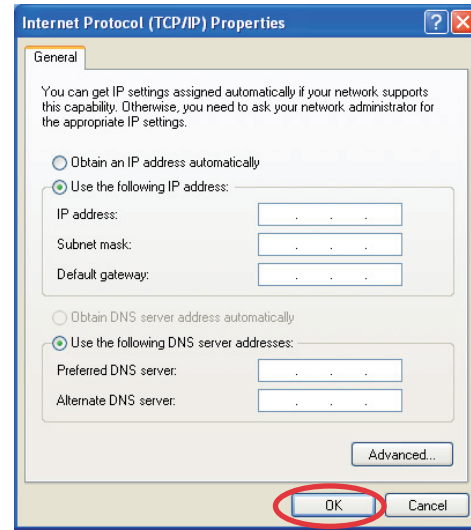 Internet Protocol (TCP/IP) Properties
General
You can get IP settings assigned automatically if your network supports
this capability. Otherwise, you need to ask your network administrator for
the appropriate IP settings.
Obtain an IP address automatically
Use the following IP address:
IP address:
Subnet mask:
Default gateway:
Obtain DNS server address automatically
Use the following DNS server addresses:
Preferred DNS server:
Alternate DNS server:
Advanced...
OK
Cancel